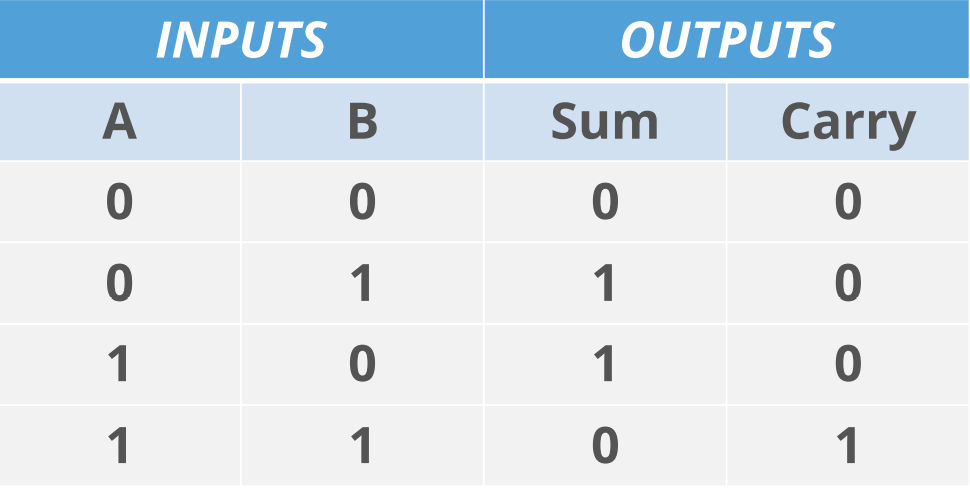 INPUTS OUTPUTS
A B Sum Carry
0 0 0 0
0 1 1 0
1 0 1 0
1 1 0 1